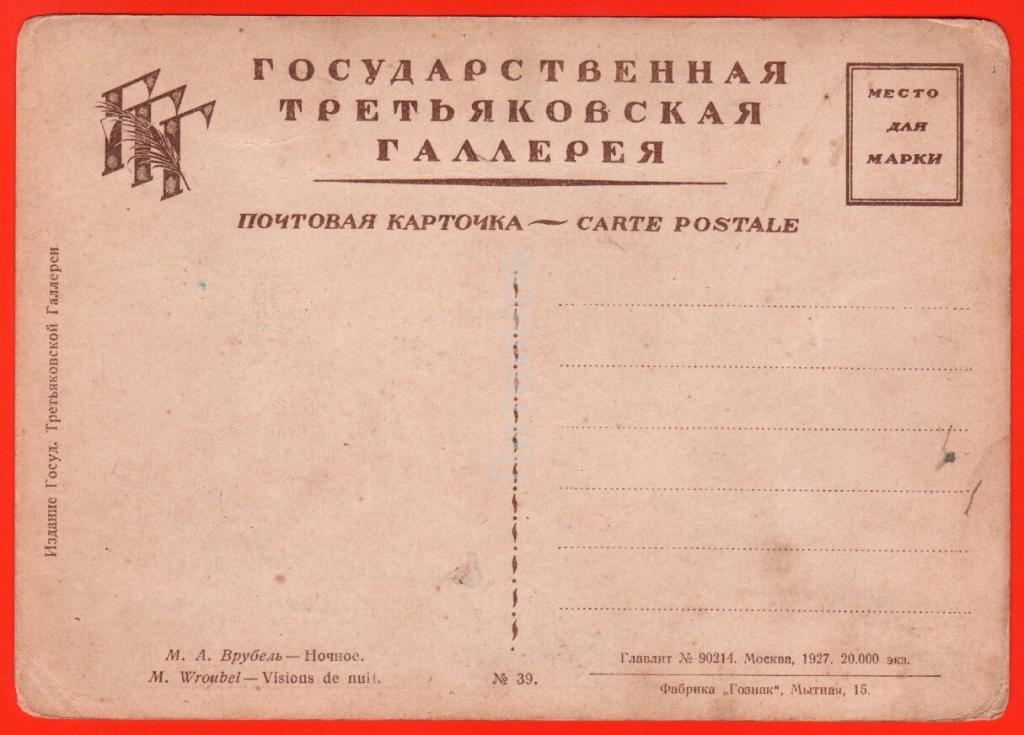 ГТГ
ГОСУДАРСТВЕННАЯ
ТРЕТЬЯКОВСКАЯ
ГАЛЛЕРЕЯ
МЕСТО
ДЛЯ
МАРКИ
ПОЧТОВАЯ КАРТОЧКА — CARTE POSTALE
Издание Госуд. Третьяковской Галлереи
М. А. Врубель — Ночное.
M. Wroubel — Visions de nuit.
№ 39.
Главлит № 90214. Москва, 1927. 20.000 экз.
Фабрика „Гознак", Мытная, 15.